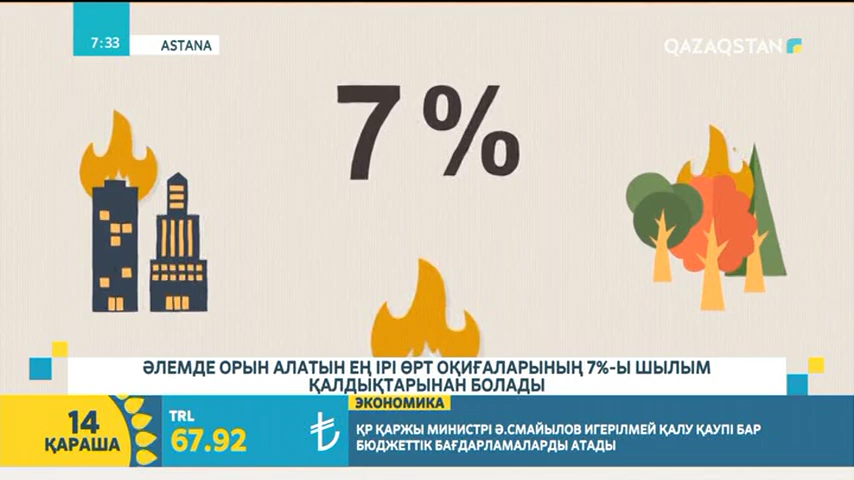 7:33
ASTANA
QAZAQSTAN
7%
ӘЛЕМДЕ ОРЫН АЛАТЫН ЕҢ ІРІ ӨРТ ОҚИҒАЛАРЫНЫҢ 7%-Ы ШЫЛЫМ
ҚАЛДЫҚТАРЫНАН БОЛАДЫ
14
ҚАРАША
TRL
67.92
₺
ЭКОНОМИКА
ҚР ҚАРЖЫ МИНИСТРІ Ә.СМАЙЫЛОВ ИГЕРІЛМЕЙ ҚАЛУ ҚАУПІ БАР
БЮДЖЕТТІК БАҒДАРЛАМАЛАРДЫ АТАДЫ